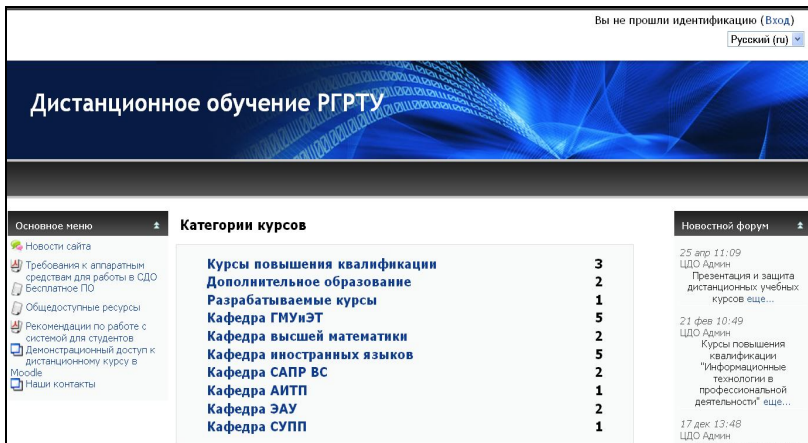 Вы не прошли идентификацию (Вход)
Русский (ru)
Дистанционное обучение РГРТУ
Основное меню
Новости сайта
Требования к аппаратным
средствам для работы в СДО
Бесплатное ПО
Общедоступные ресурсы
Рекомендации по работе с
системой для студентов
Демонстрационный доступ к
дистанционному курсу в
Moodle
Наши контакты
Категории курсов
Курсы повышения квалификации 3
Дополнительное образование 2
Разрабатываемые курсы 1
Кафедра ГМУиЭТ 5
Кафедра высшей математики 2
Кафедра иностранных языков 5
Кафедра САПР ВС 2
Кафедра АИТП 1
Кафедра ЭАУ 2
Кафедра СУПП 1
Новостной форум
25 апр 11:09
ЦДО Админ
Презентация и защита
дистанционных учебных
курсов еще...
21 фев 10:49
ЦДО Админ
Курсы повышения
квалификации
"Информационные
технологии в
профессиональной
деятельности" еще...
17 дек 13:48
ЦДО Админ